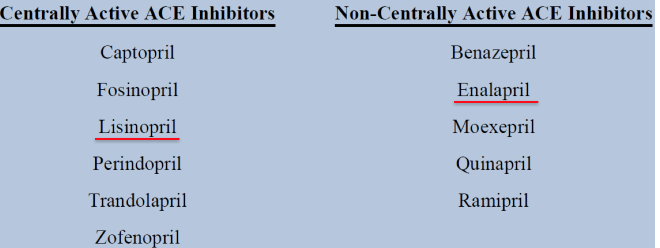 Centrally Active ACE Inhibitors Non-Centrally Active ACE Inhibitors
Captopril Benazepril
Fosinopril Enalapril
Lisinopril Moexepril
Perindopril Quinapril
Trandolapril Ramipril
Zofenopril